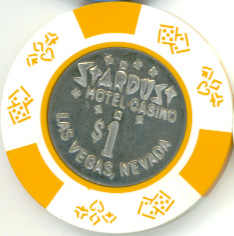 STARDUST
HOTEL-CASINO
$1
LAS VEGAS, NEVADA